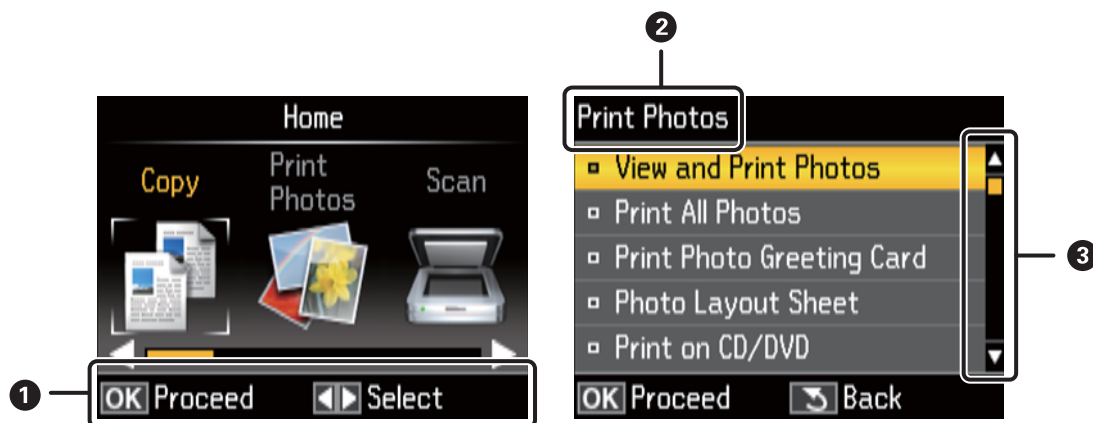 2
Home
Copy
Print
Photos
Scan
OK Proceed
Select
1
Print Photos
View and Print Photos
Print All Photos
Print Photo Greeting Card
Photo Layout Sheet
Print on CD/DVD
OK Proceed
Back
3